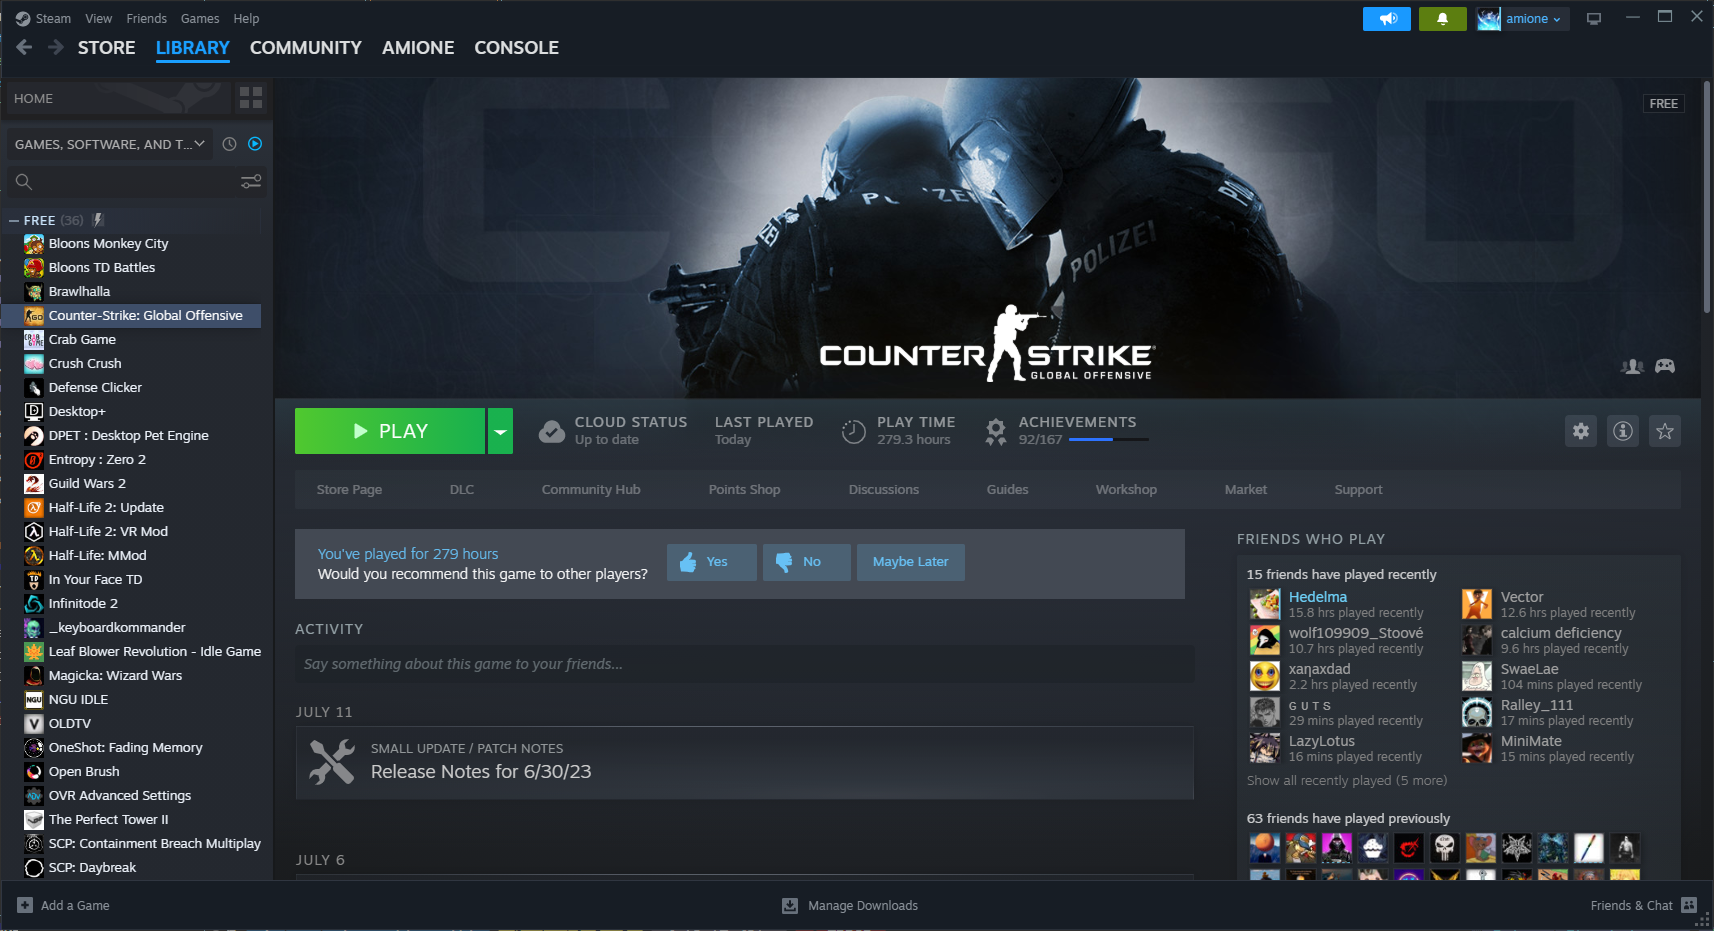 Steam View Friends Games Help
amione
STORE LIBRARY COMMUNITY AMIONE CONSOLE
HOME
GAMES, SOFTWARE, AND T...
FREE (36)
Bloons Monkey City
Bloons TD Battles
Brawlhalla
Counter-Strike: Global Offensive
Crab Game
Crush Crush
Defense Clicker
Desktop+
DPET : Desktop Pet Engine
Entropy : Zero 2
Guild Wars 2
Half-Life 2: Update
Half-Life 2: VR Mod
Half-Life: MMod
In Your Face TD
Infinitode 2
_keyboardkommander
Leaf Blower Revolution - Idle Game
Magicka: Wizard Wars
NGU IDLE
OLDTV
OneShot: Fading Memory
Open Brush
OVR Advanced Settings
The Perfect Tower II
SCP: Containment Breach Multiplay
SCP: Daybreak
FREE
CS GO
POLIZEI
POLIZEI
COUNTER STRIKE
GLOBAL OFFENSIVE
PLAY
CLOUD STATUS
Up to date
LAST PLAYED
Today
PLAY TIME
279.3 hours
ACHIEVEMENTS
92/167
Store Page DLC Community Hub Points Shop Discussions Guides Workshop Market Support
You've played for 279 hours
Would you recommend this game to other players?
Yes No Maybe Later
ACTIVITY
Say something about this game to your friends...
JULY 11
SMALL UPDATE / PATCH NOTES
Release Notes for 6/30/23
JULY 6
FRIENDS WHO PLAY
15 friends have played recently
Hedelma
15.8 hrs played recently
Vector
12.6 hrs played recently
wolf109909_Stoové
10.7 hrs played recently
calcium deficiency
9.6 hrs played recently
xaηaxdad
2.2 hrs played recently
SwaeLae
104 mins played recently
G U T S
29 mins played recently
Ralley_111
17 mins played recently
LazyLotus
16 mins played recently
MiniMate
15 mins played recently
Show all recently played (5 more)
63 friends have played previously
Add a Game
Manage Downloads
Friends & Chat